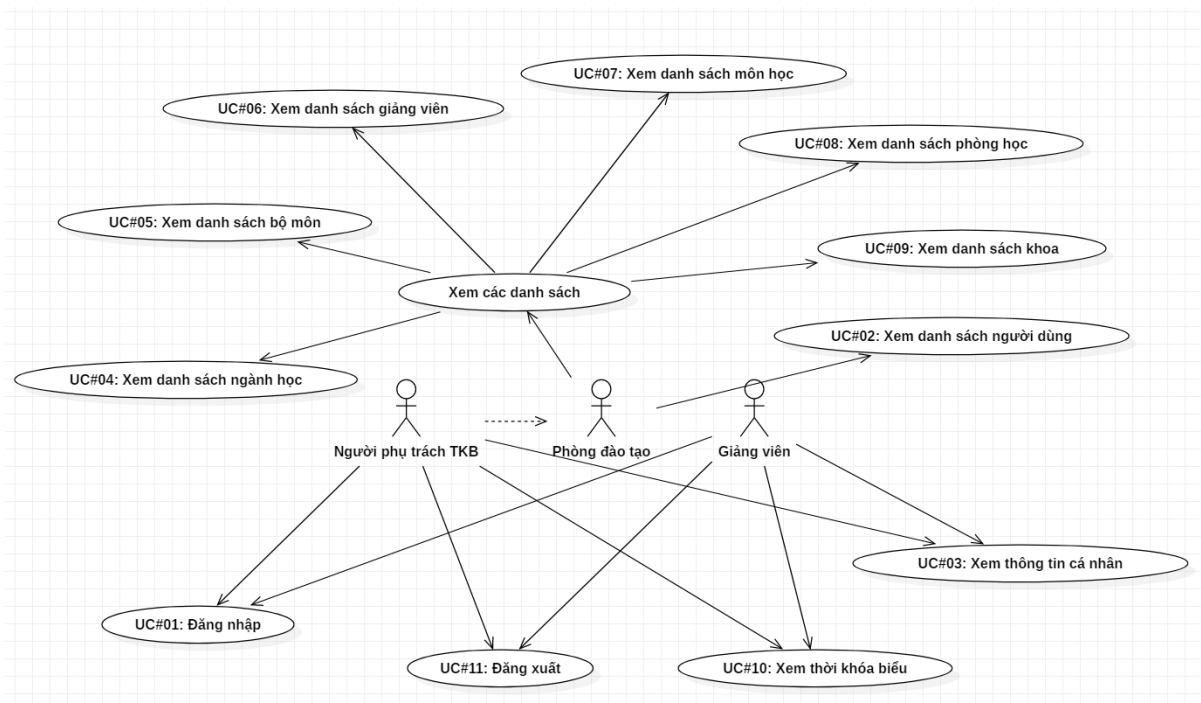 UC#07: Xem danh sách môn học
UC#06: Xem danh sách giảng viên
UC#08: Xem danh sách phòng học
UC#05: Xem danh sách bộ môn
UC#09: Xem danh sách khoa
Xem các danh sách
UC#02: Xem danh sách người dùng
UC#04: Xem danh sách ngành học
Người phụ trách TKB
Phòng đào tạo
Giảng viên
UC#03: Xem thông tin cá nhân
UC#01: Đăng nhập
UC#11: Đăng xuất
UC#10: Xem thời khóa biểu